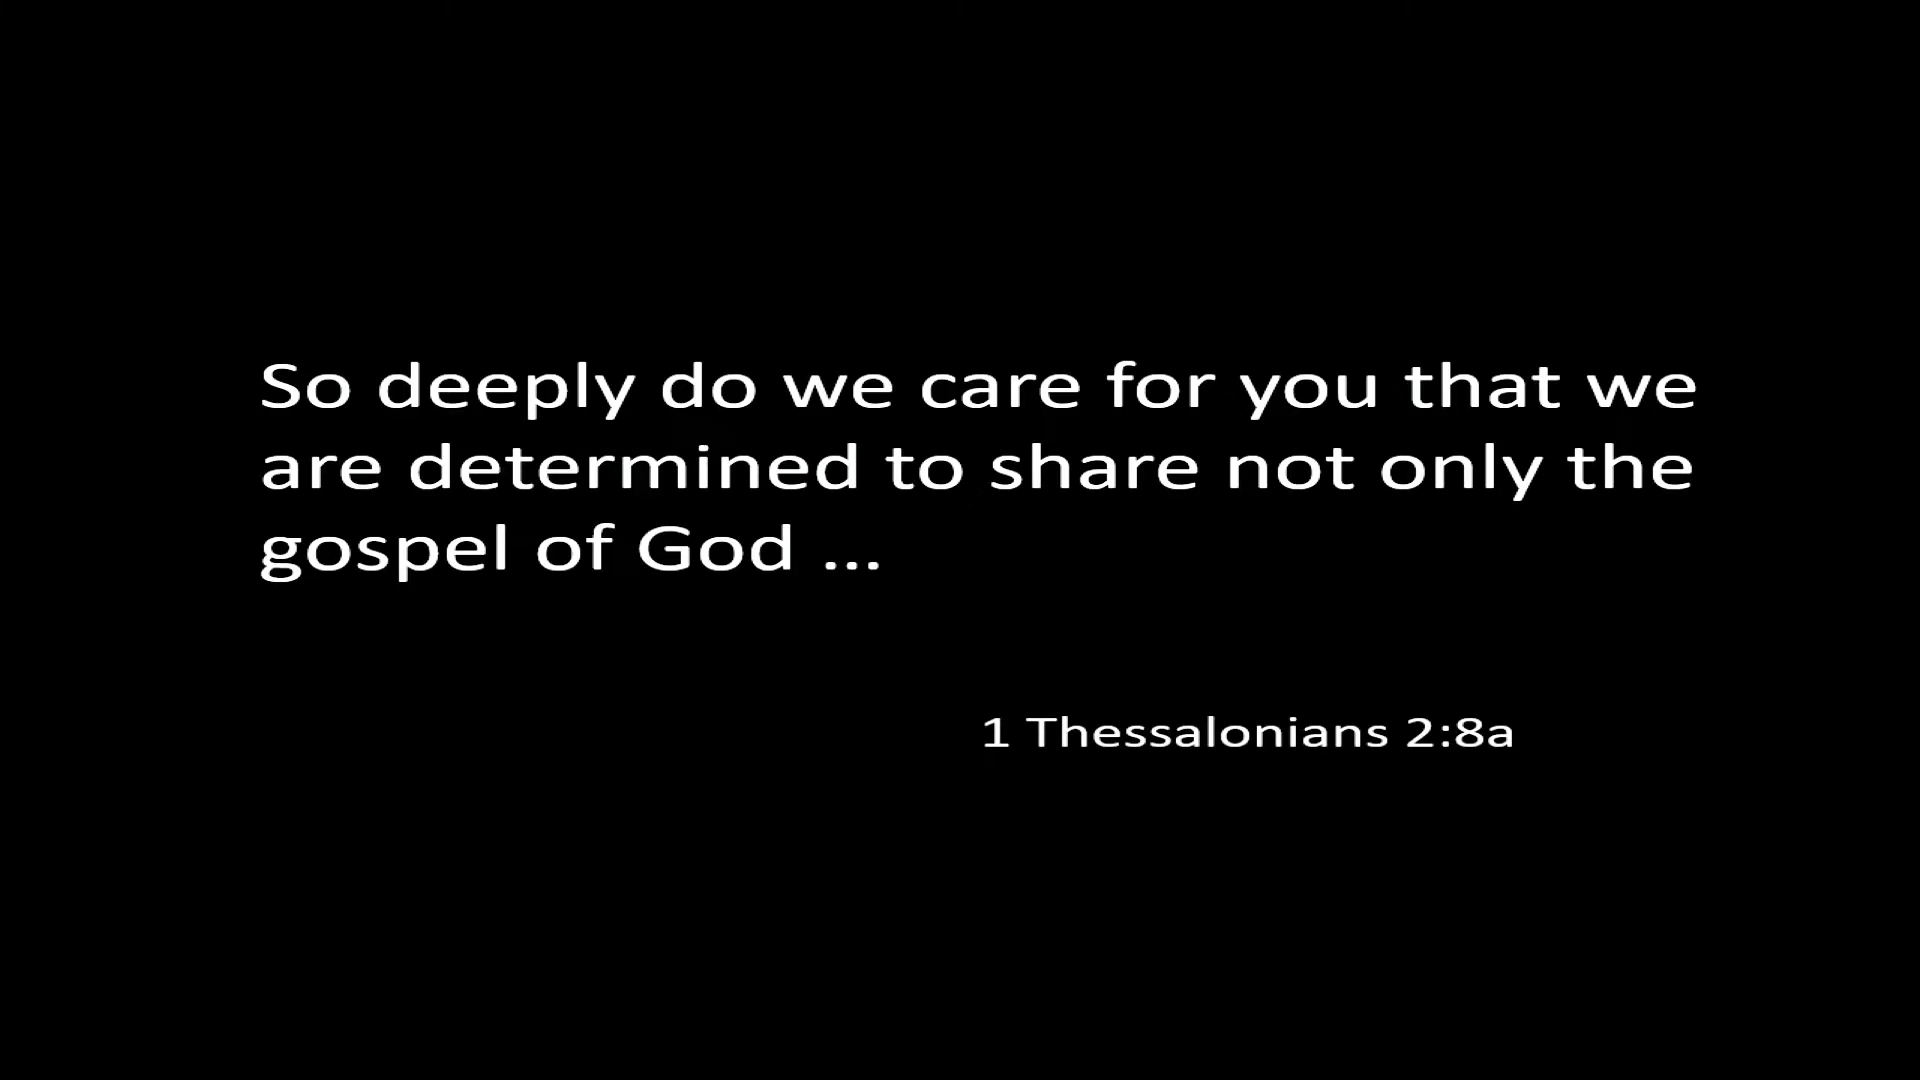 So deeply do we care for you that we
are determined to share not only the
gospel of God ...
1 Thessalonians 2:8a